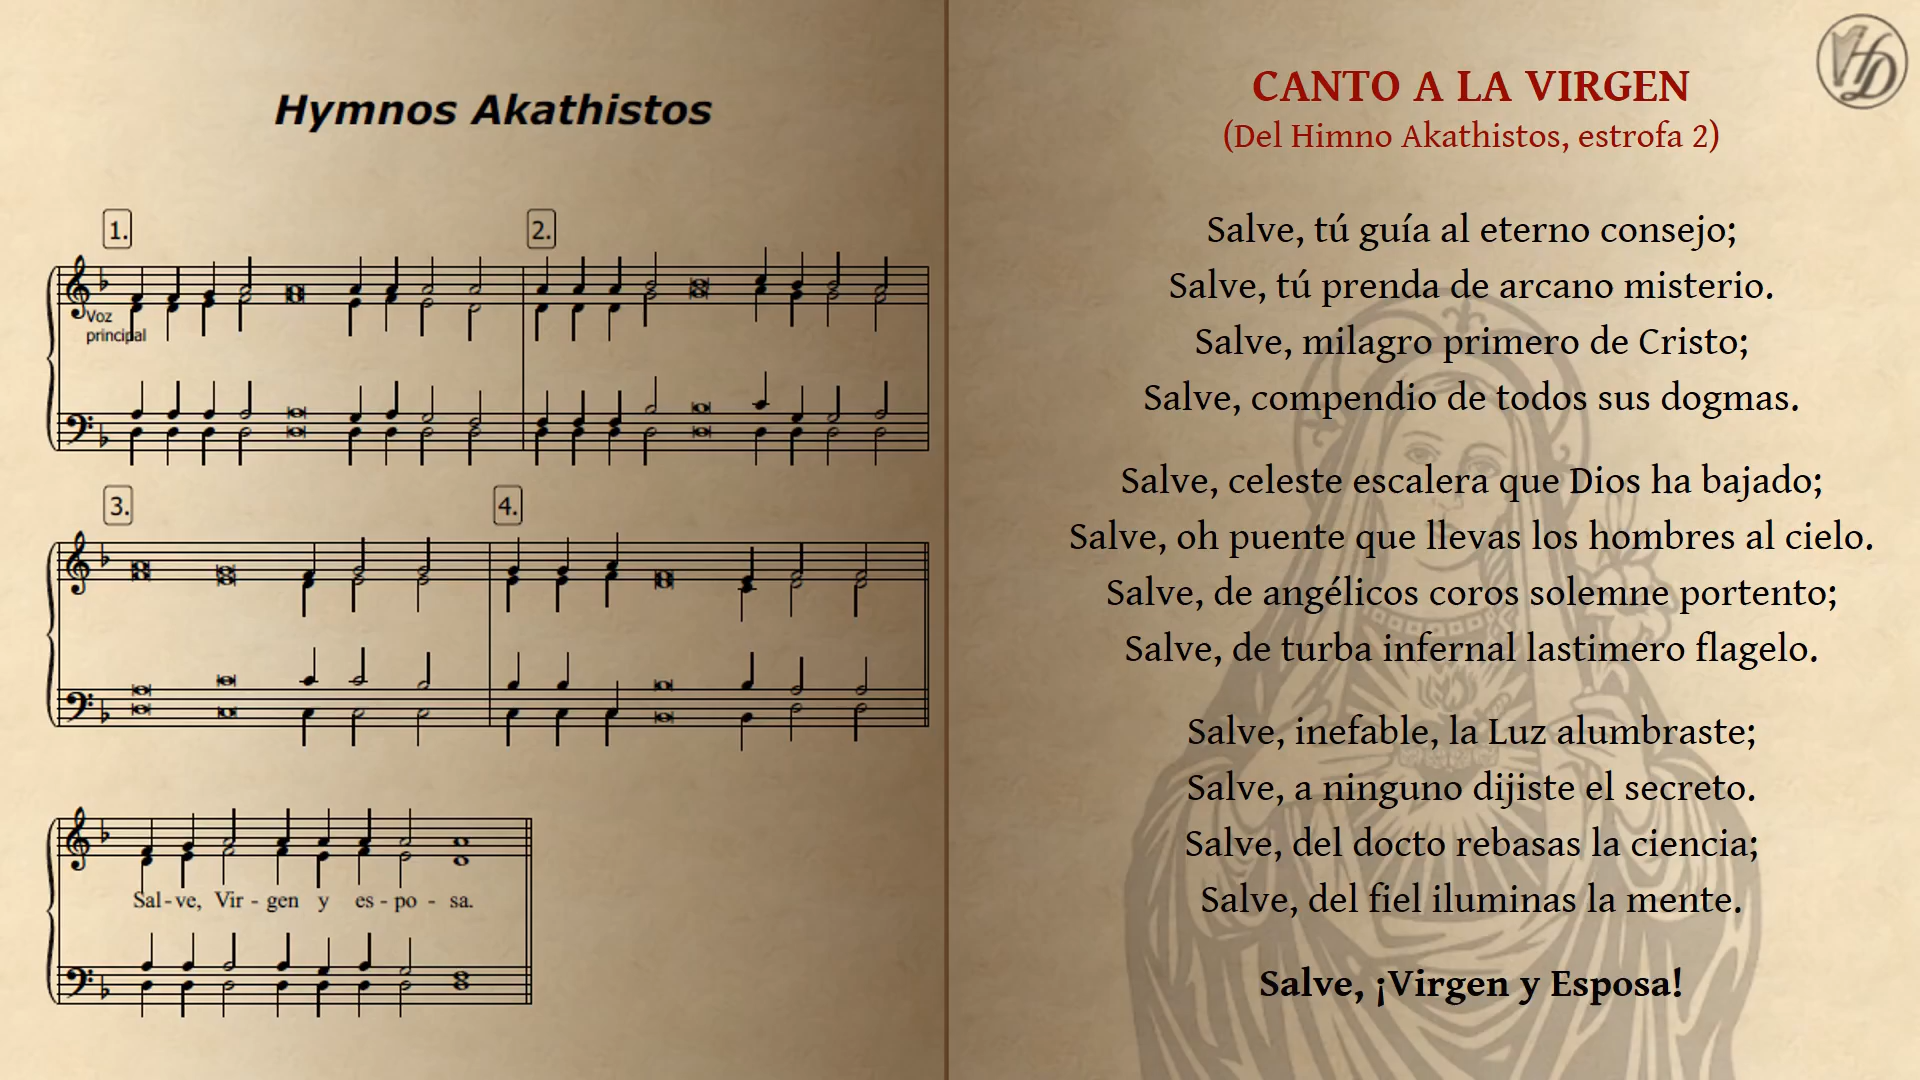 Hymnos Akathistos
1.
2.
Voz
principal
3.
4.
Sal - ve, Vir - gen y es - po - sa.
HD
CANTO A LA VIRGEN
(Del Himno Akathistos, estrofa 2)
Salve, tú guía al eterno consejo;
Salve, tú prenda de arcano misterio.
Salve, milagro primero de Cristo;
Salve, compendio de todos sus dogmas.
Salve, celeste escalera que Dios ha bajado;
Salve, oh puente que llevas los hombres al cielo.
Salve, de angélicos coros solemne portento;
Salve, de turba infernal lastimero flagelo.
Salve, inefable, la Luz alumbraste;
Salve, a ninguno dijiste el secreto.
Salve, del docto rebasas la ciencia;
Salve, del fiel iluminas la mente.
Salve, ¡Virgen y Esposa!